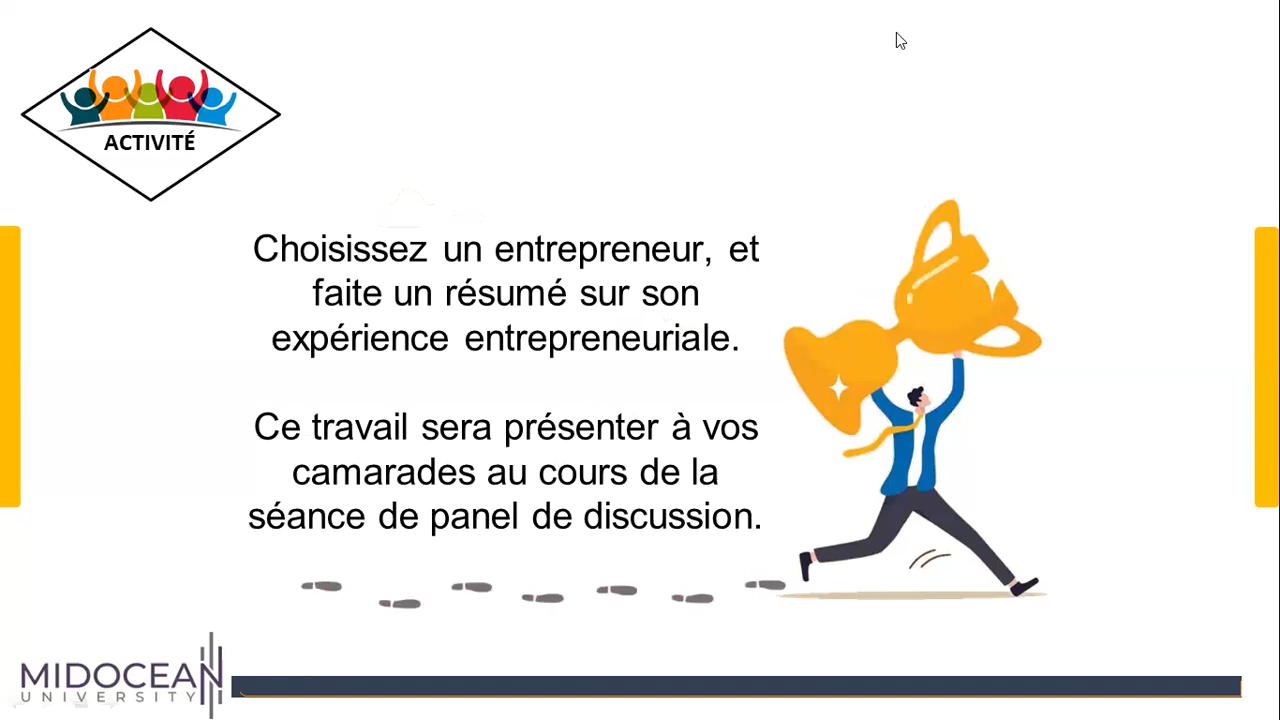 ACTIVITÉ
Choisissez un entrepreneur, et
faite un résumé sur son
expérience entrepreneuriale.
Ce travail sera présenter à vos
camarades au cours de la
séance de panel de discussion.
MIDOCEAN
UNIVERSITY